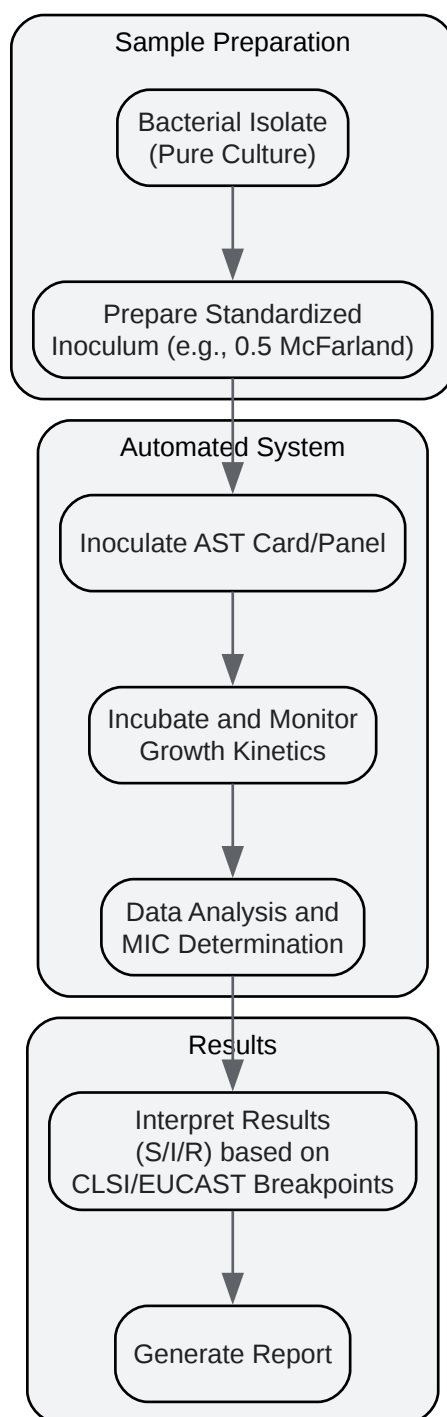 Sample Preparation
Bacterial Isolate
(Pure Culture)
Prepare Standardized
Inoculum (e.g., 0.5 McFarland)
Automated System
Inoculate AST Card/Panel
Incubate and Monitor
Growth Kinetics
Data Analysis and
MIC Determination
Results
Interpret Results
(S/I/R) based on
CLSI/EUCAST Breakpoints
Generate Report